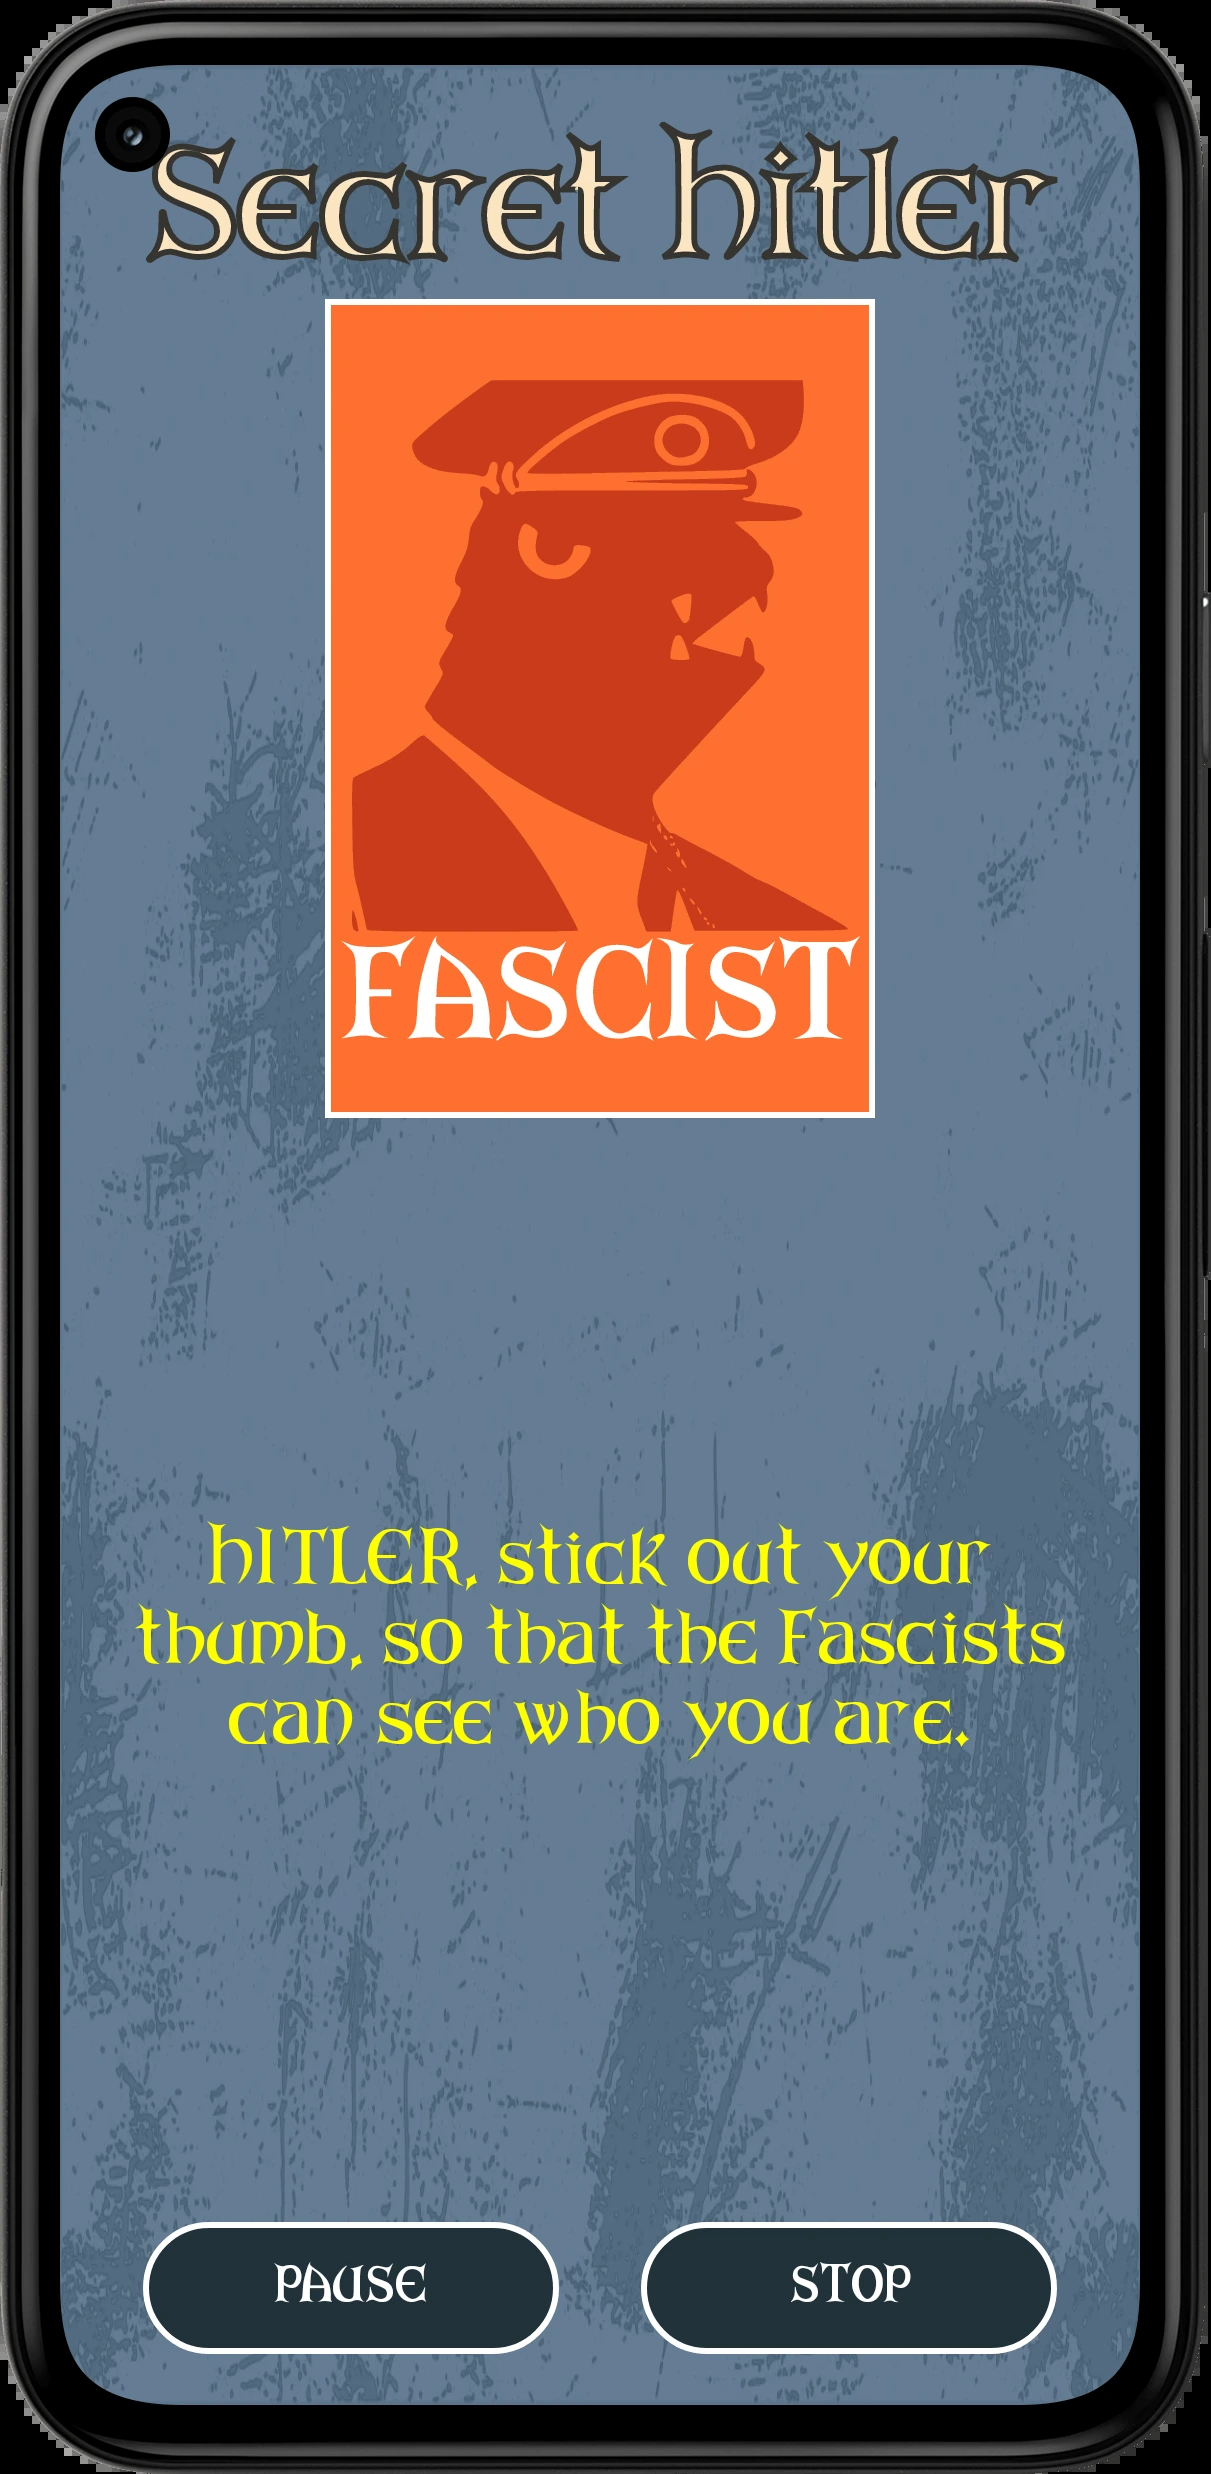 Secret hitler
FASCIST
hITLER, stick out your
thumb, so that the Fascists
can see who you are.
PAUSE
STOP